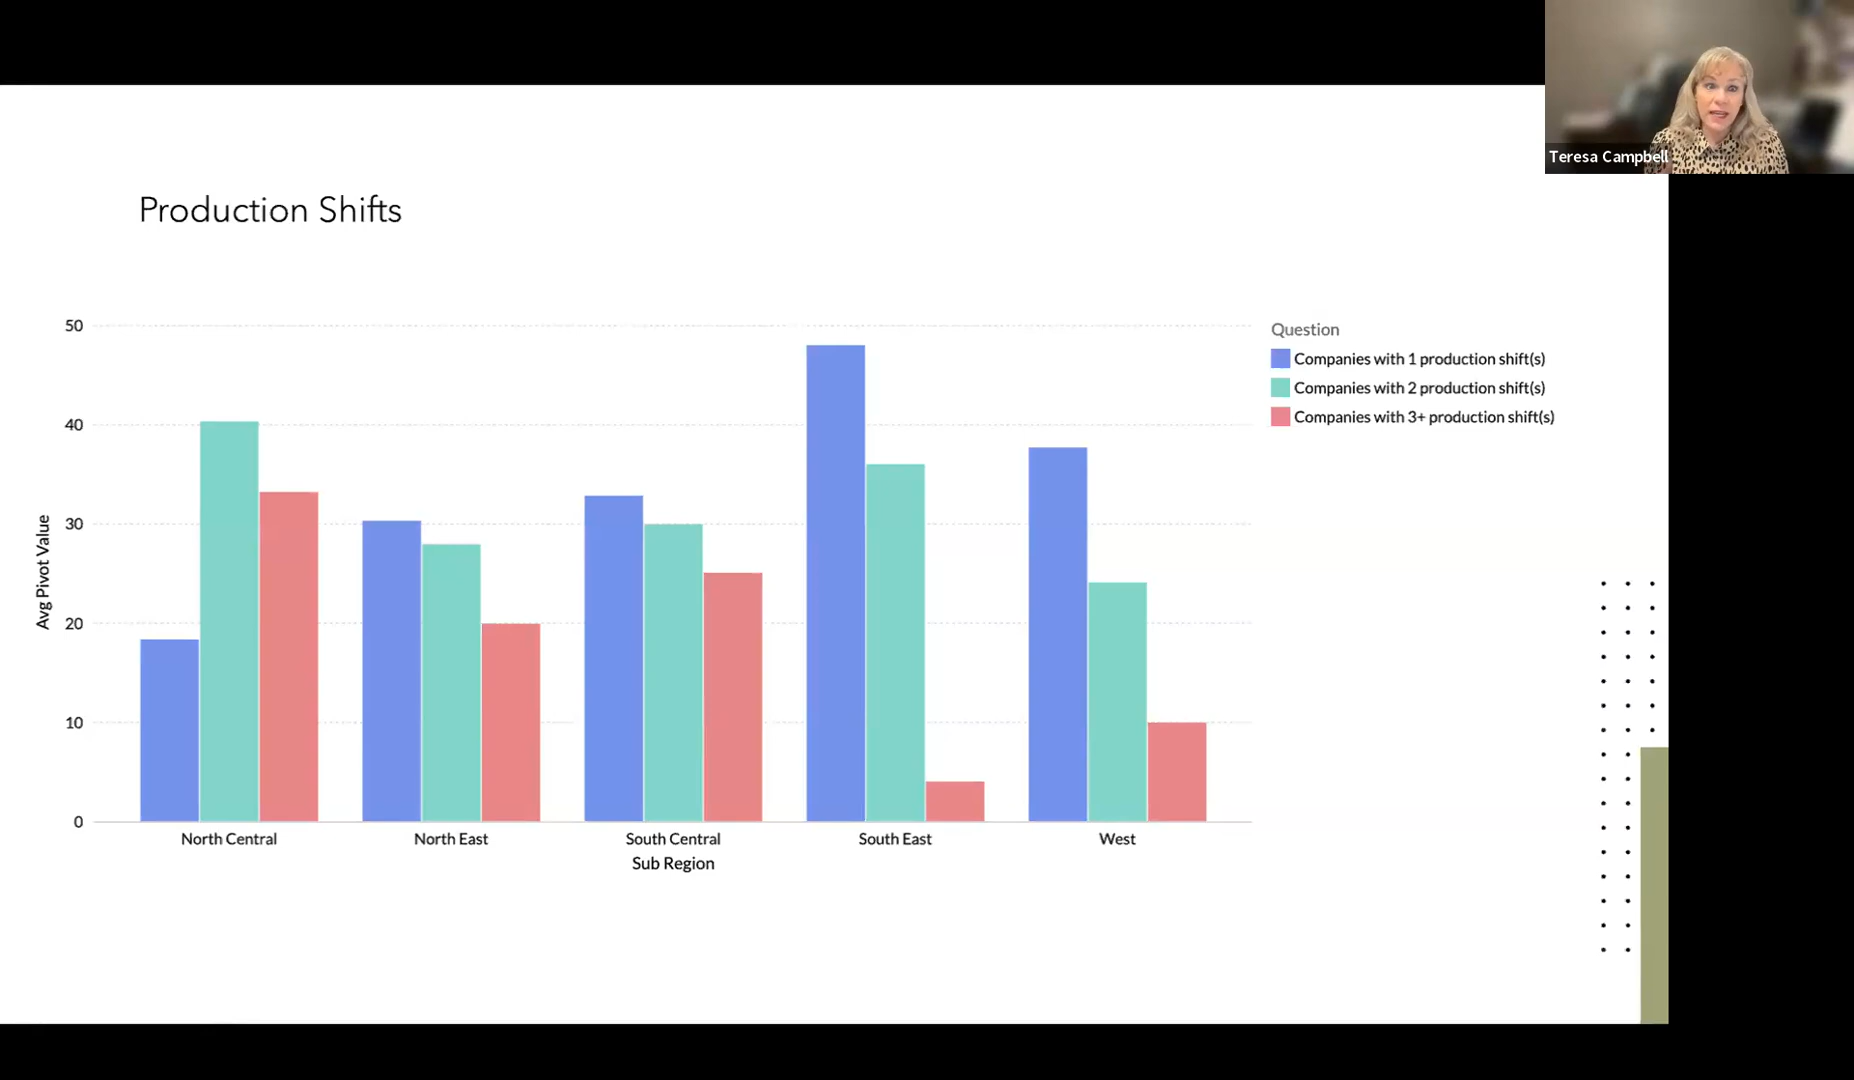 Teresa Campbell
Production Shifts
Question
Companies with 1 production shift(s)
Companies with 2 production shift(s)
Companies with 3+ production shift(s)
50
40
30
20
10
0
Avg Pivot Value
North Central
North East
South Central
South East
West
Sub Region